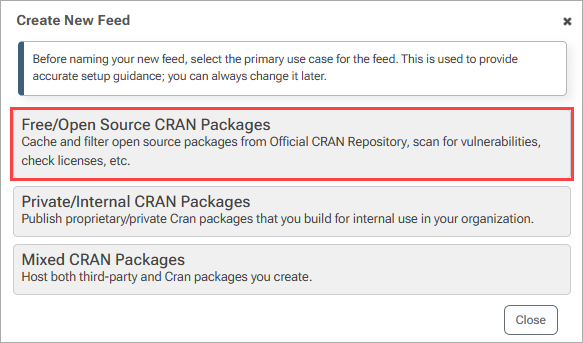 Create New Feed
Before naming your new feed, select the primary use case for the feed. This is used to provide
accurate setup guidance; you can always change it later.
Free/Open Source CRAN Packages
Cache and filter open source packages from Official CRAN Repository, scan for vulnerabilities,
check licenses, etc.
Private/Internal CRAN Packages
Publish proprietary/private Cran packages that you build for internal use in your organization.
Mixed CRAN Packages
Host both third-party and Cran packages you create.
Close